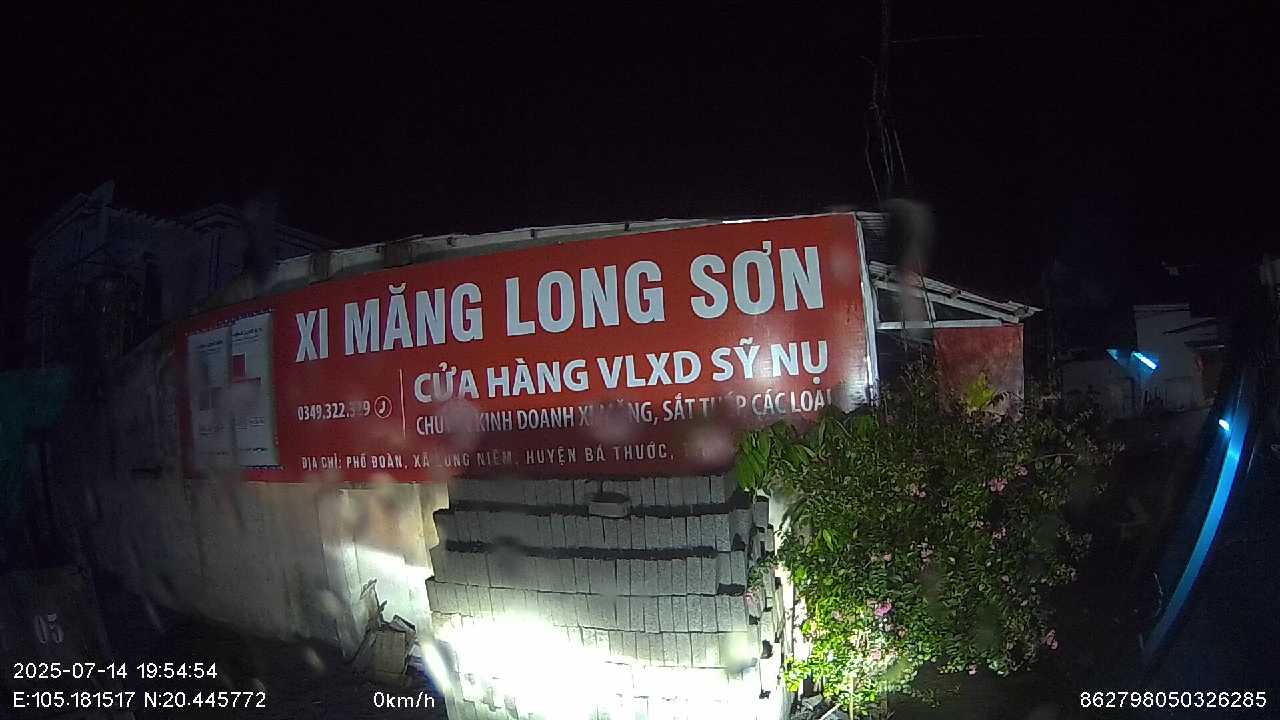 XI MĂNG LONG SƠN
CỬA HÀNG VLXD SỸ NỤ
0349.322.
KINH DOANH XI MĂNG, SẮT THÉP CÁC LOẠI
ĐỊA CHỈ: PHỐ ĐOÀN, XÃ LŨNG NIÊM, HUYỆN BÁ THƯỚC,
05
2025-07-14 19:54:54
E:105.181517 N:20.445772
0km/h
862798050326285